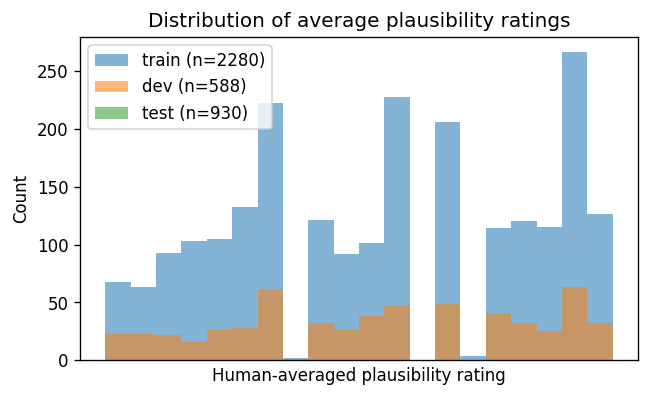 Distribution of average plausibility ratings
train (n=2280)
dev (n=588)
test (n=930)
Count
250
200
150
100
50
0
Human-averaged plausibility rating